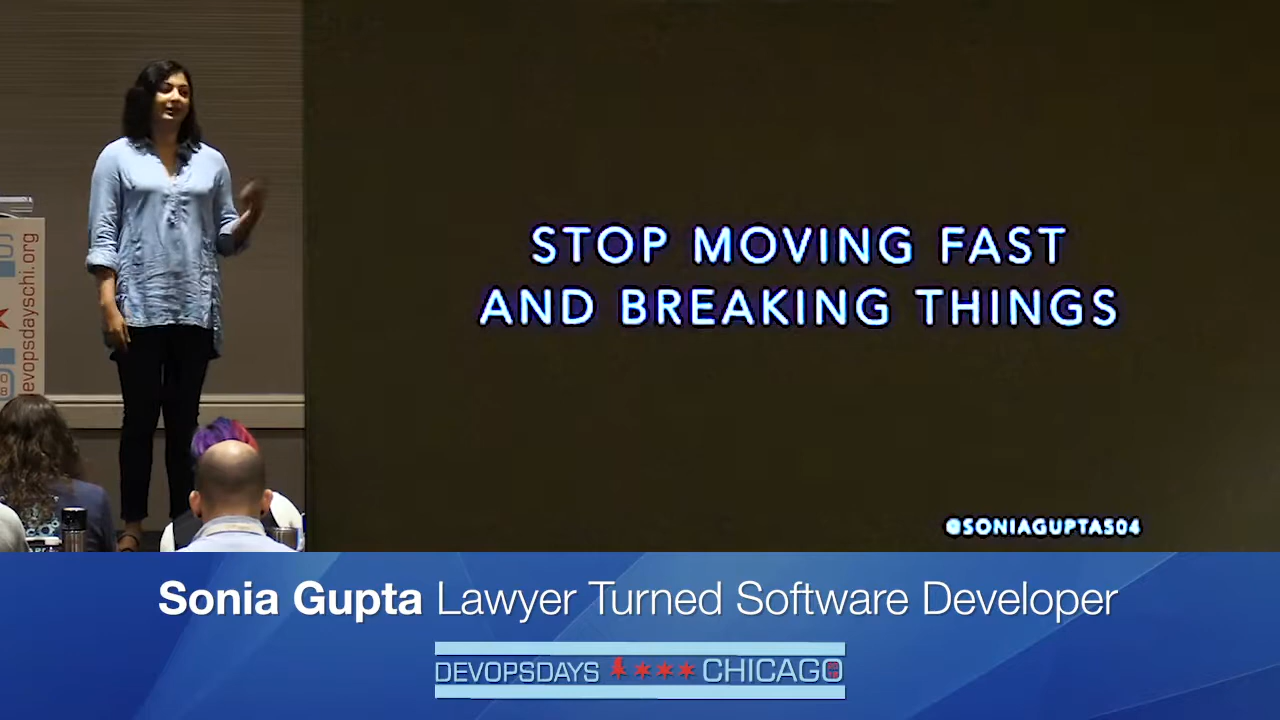 STOP MOVING FAST
AND BREAKING THINGS
@SONIAGUPTA504
devopsdayschi.org
Sonia Gupta Lawyer Turned Software Developer
DEVOPSDAYS CHICAGO